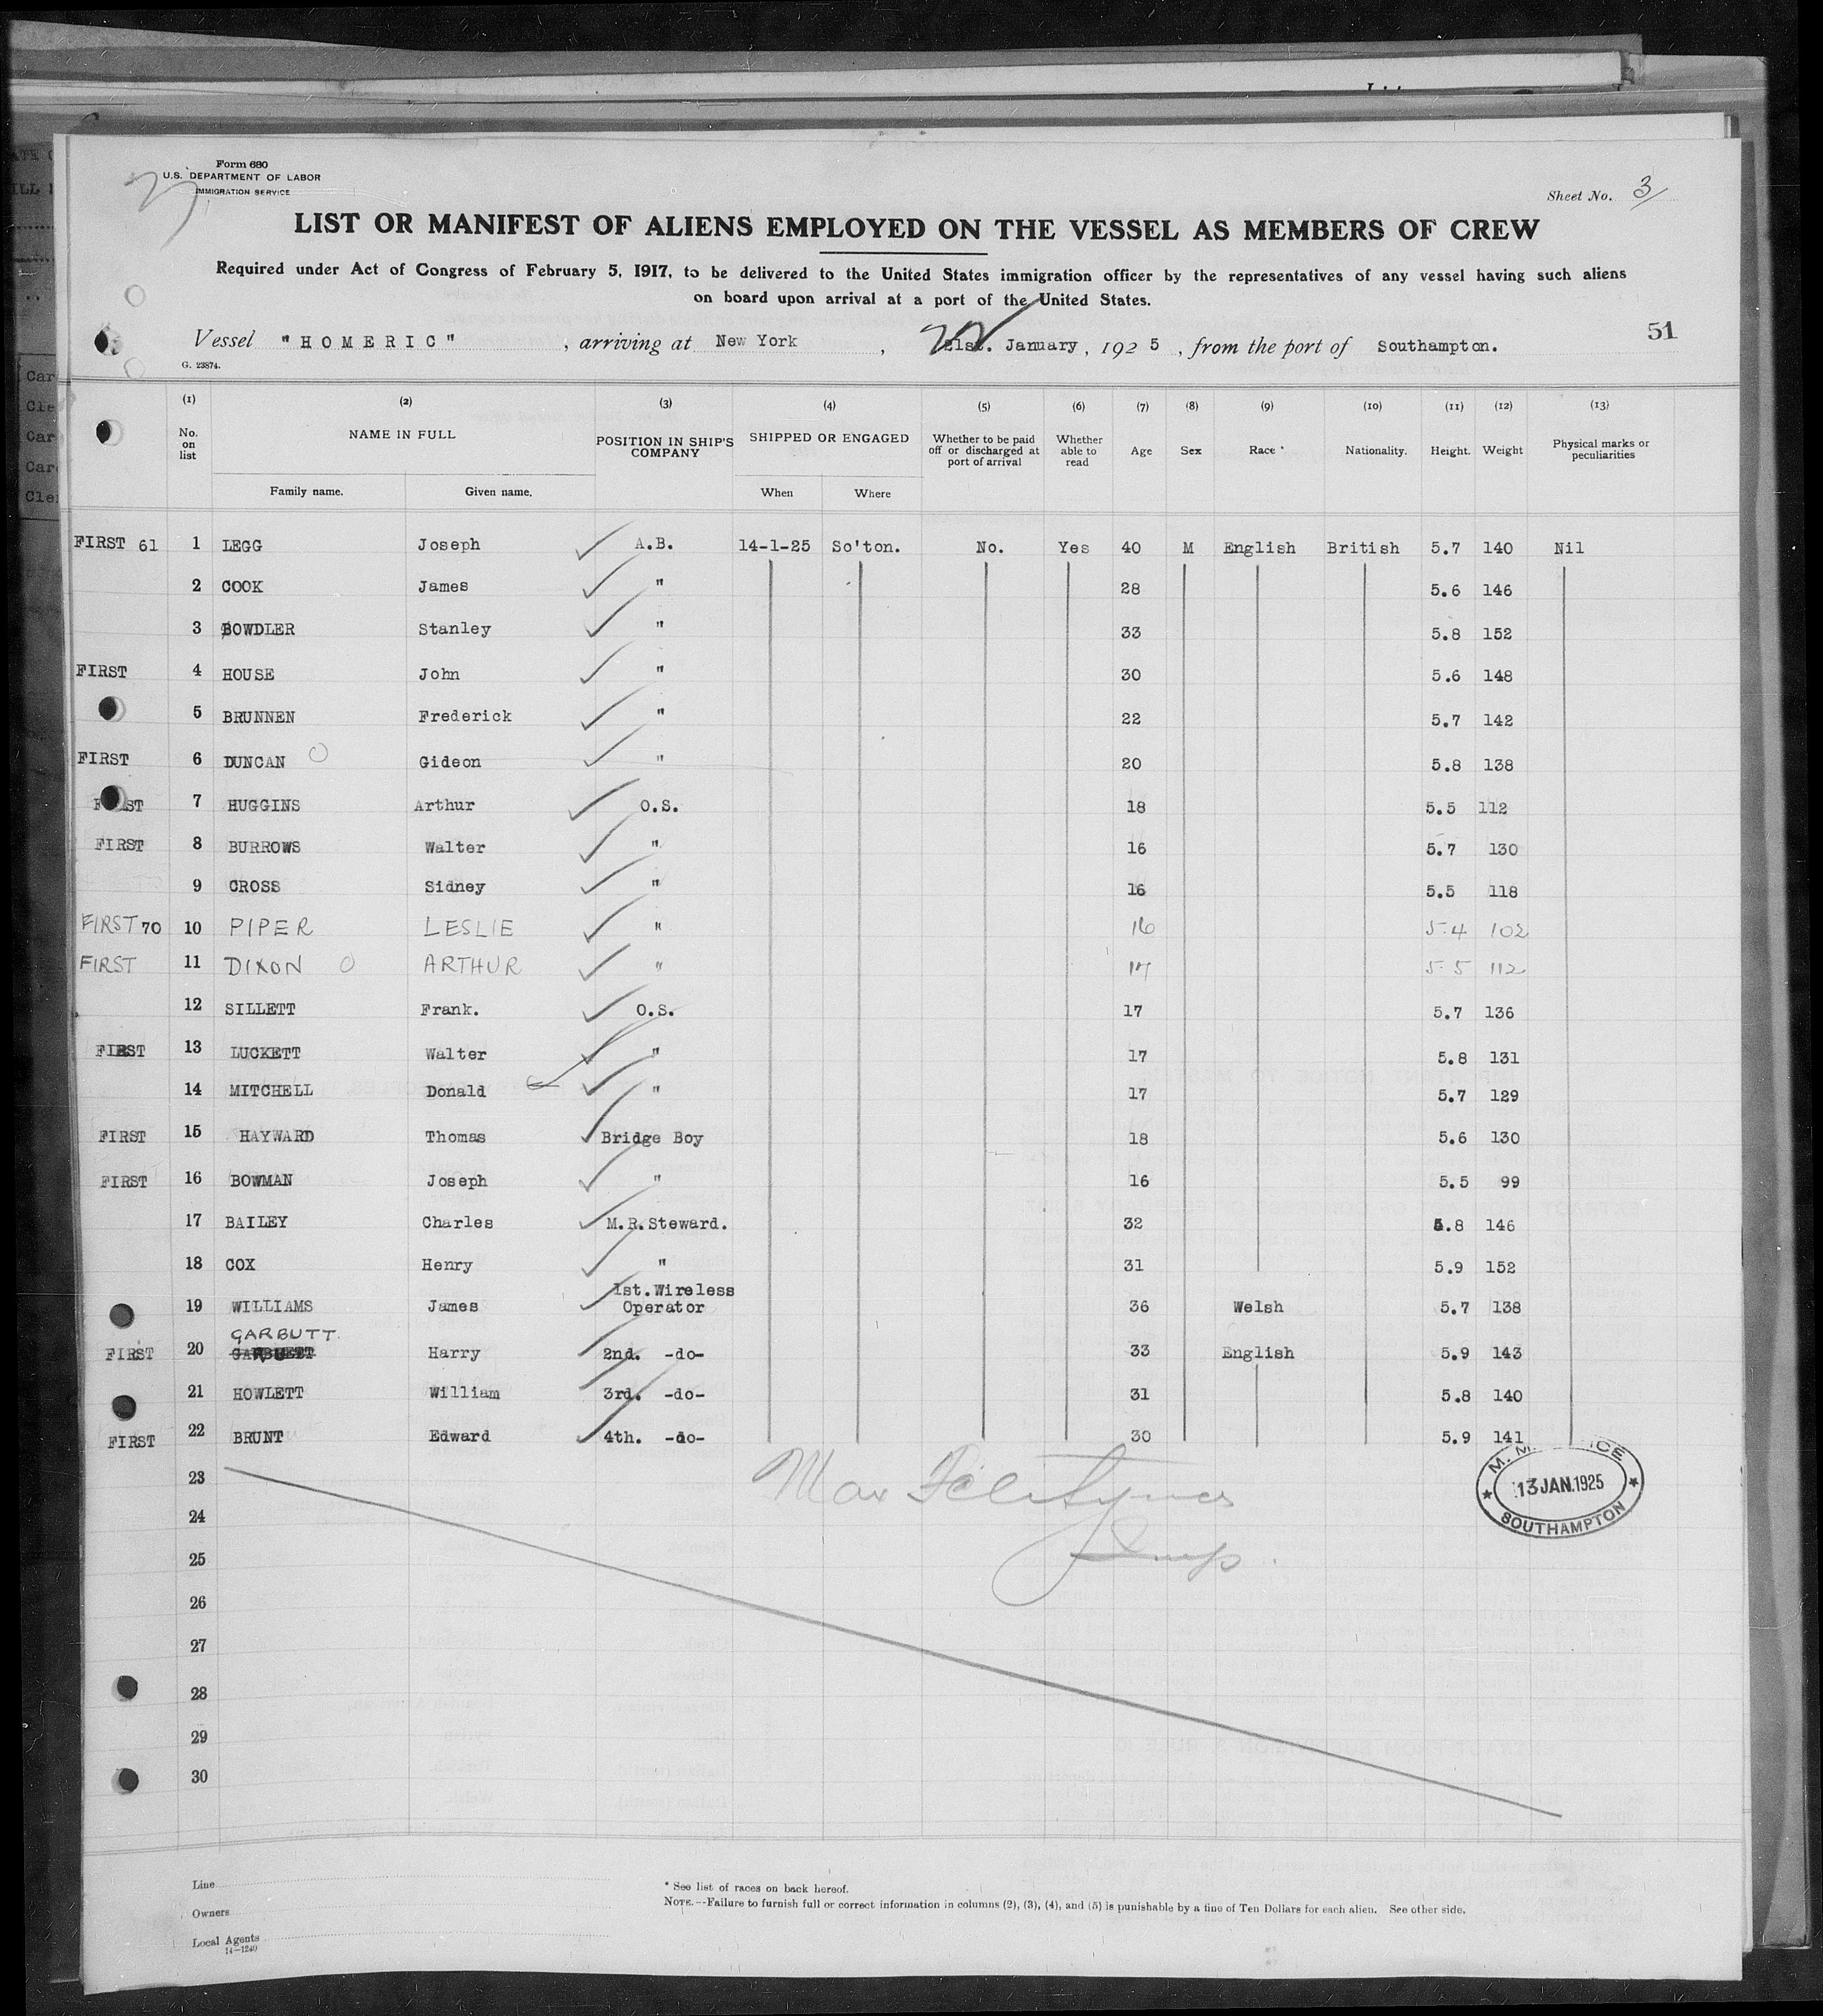 Form 680
U.S. DEPARTMENT OF LABOR
IMMIGRATION SERVICE
Sheet No. 3
LIST OR MANIFEST OF ALIENS EMPLOYED ON THE VESSEL AS MEMBERS OF CREW
Required under Act of Congress of February 5, 1917, to be delivered to the United States immigration officer by the representatives of any vessel having such aliens
on board upon arrival at a port of the United States.
51
Vessel "HOMERIC", arriving at New York, 21st. January, 1925, from the port of Southampton.
G. 23874.
(1) (2) (3) (4) (5) (6) (7) (8) (9) (10) (11) (12) (13)
No. on list NAME IN FULL POSITION IN SHIP'S COMPANY SHIPPED OR ENGAGED Whether to be paid off or discharged at port of arrival Whether able to read Age Sex Race * Nationality. Height. Weight Physical marks or peculiarities
Family name. Given name. When Where
FIRST 61 1 LEGG Joseph A.B. 14-1-25 So'ton. No. Yes 40 M English British 5.7 140 Nil
2 COOK James " 28 5.6 146
3 BOWDLER Stanley " 33 5.8 152
FIRST 4 HOUSE John " 30 5.6 148
5 BRUNNEN Frederick " 22 5.7 142
FIRST 6 DUNCAN O Gideon " 20 5.8 138
FIRST 7 HUGGINS Arthur O.S. 18 5.5 112
FIRST 8 BURROWS Walter " 16 5.7 130
9 CROSS Sidney " 16 5.5 118
FIRST 70 10 PIPER LESLIE " 16 5.4 102
FIRST 11 DIXON O ARTHUR " 17 5.5 112
12 SILLETT Frank. O.S. 17 5.7 136
FIRST 13 LUCKETT Walter " 17 5.8 131
14 MITCHELL Donald " 17 5.7 129
FIRST 15 HAYWARD Thomas Bridge Boy 18 5.6 130
FIRST 16 BOWMAN Joseph " 16 5.5 99
17 BAILEY Charles M.R.Steward. 32 5.8 146
18 COX Henry " 31 5.9 152
19 WILLIAMS James 1st.Wireless Operator 36 Welsh 5.7 138
GARBUTT
FIRST 20 Harry 2nd. -do- 33 English 5.9 143
21 HOWLETT William 3rd. -do- 31 5.8 140
FIRST 22 BRUNT Edward 4th. -do- 30 5.9 141
23
24
25
26
27
28
29
30
13 JAN.1925
SOUTHAMPTON
Line
Owners
Local Agents
14-1240
* See list of races on back hereof.
NOTE.--Failure to furnish full or correct information in columns (2), (3), (4), and (5) is punishable by a fine of Ten Dollars for each alien. See other side.